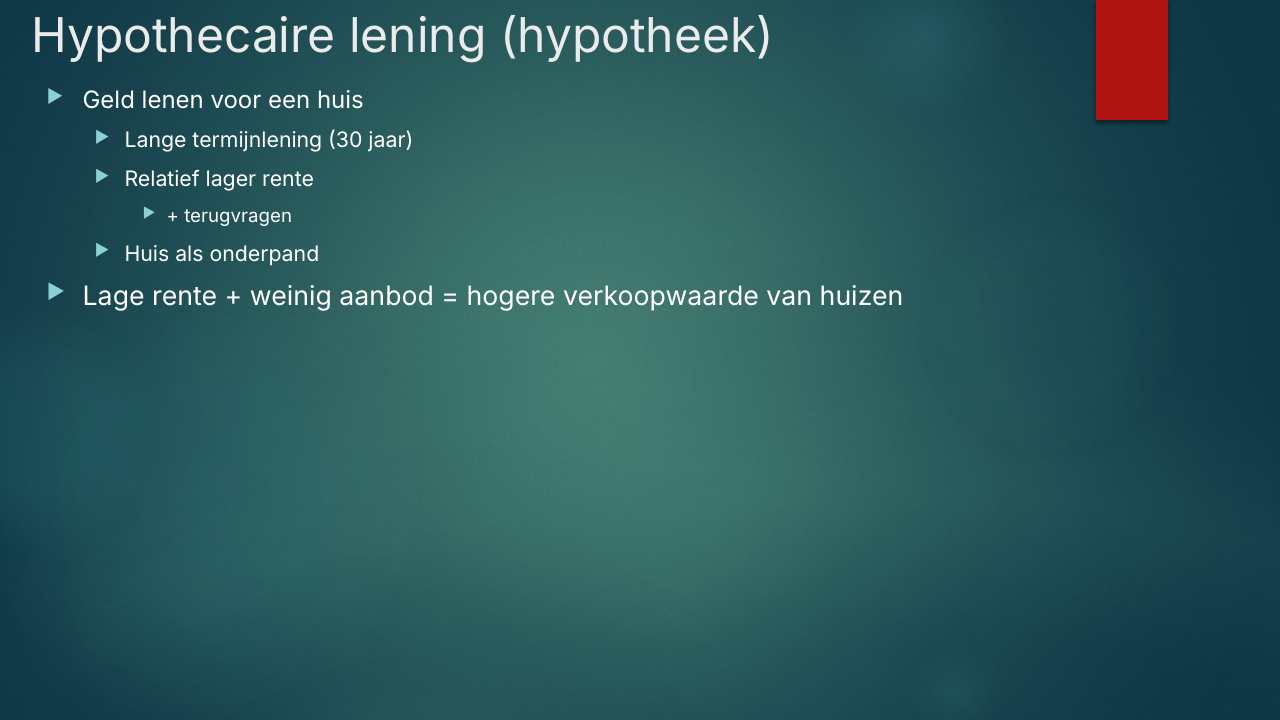 Hypothecaire lening (hypotheek)
Geld lenen voor een huis
Lange termijnlening (30 jaar)
Relatief lager rente
+ terugvragen
Huis als onderpand
Lage rente + weinig aanbod = hogere verkoopwaarde van huizen